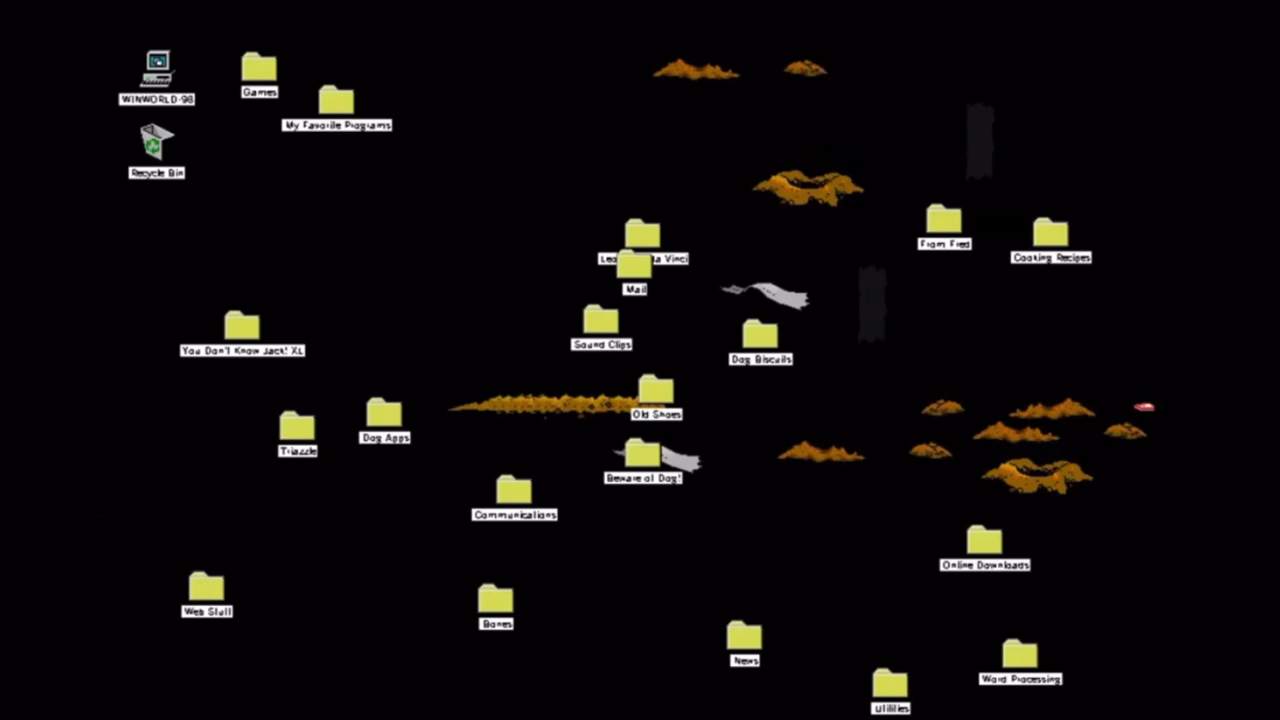 WINWORLD-98
Games
My Favorite Programs
Recycle Bin
From Fred
Cooking Recipes
Vinci
Mail
Sound Clips
Dog Biscuits
You Don't Know Jack! XL
Old Shoes
Dog Apps
Triazzle
Beware of Dog!
Communications
Online Downloads
Web Stuff
Bones
News
Word Processing
Utilities